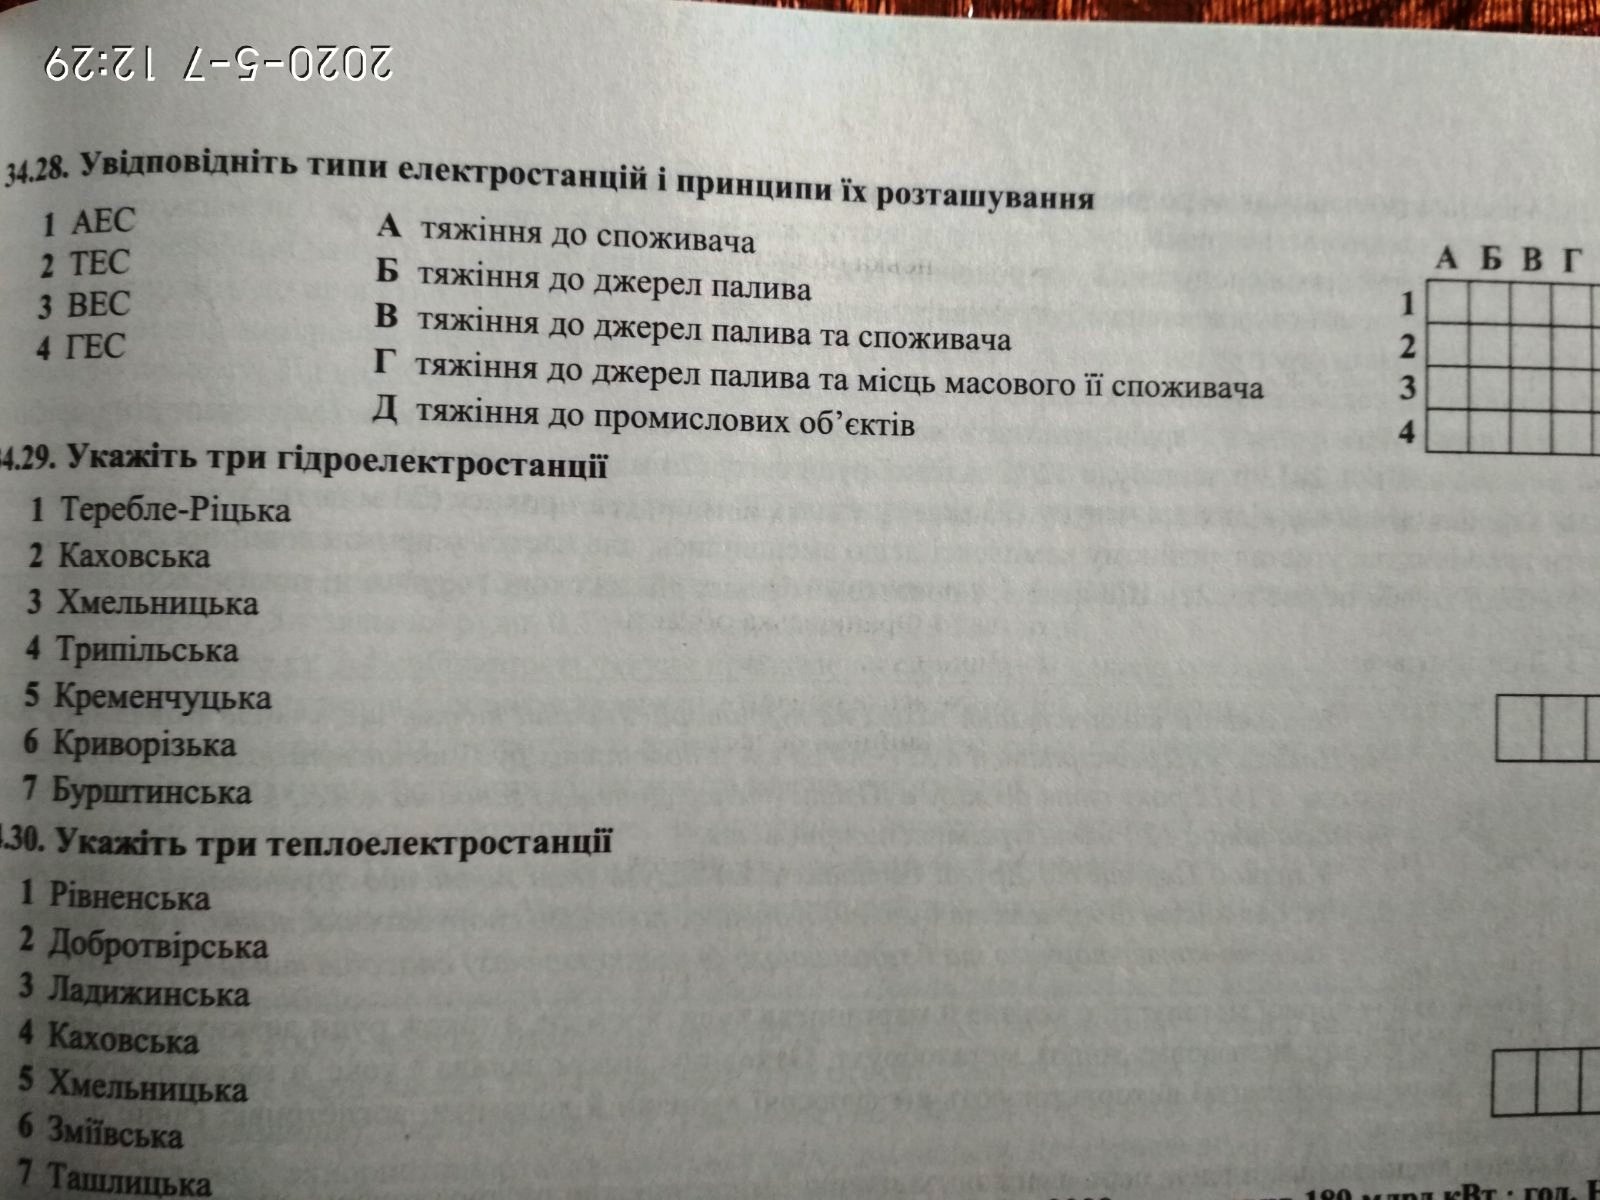 2020-5-7 12:29
34.28. Увідповідніть типи електростанцій і принципи їх розташування
1 АЕС
2 ТЕС
3 ВЕС
4 ГЕС
А тяжіння до споживача
Б тяжіння до джерел палива
В тяжіння до джерел палива та споживача
Г тяжіння до джерел палива та місць масового її споживача
Д тяжіння до промислових об’єктів
А Б В Г
1
2
3
4
34.29. Укажіть три гідроелектростанції
1 Теребле-Ріцька
2 Каховська
3 Хмельницька
4 Трипільська
5 Кременчуцька
6 Криворізька
7 Бурштинська
.30. Укажіть три теплоелектростанції
1 Рівненська
2 Добротвірська
3 Ладижинська
4 Каховська
5 Хмельницька
6 Зміївська
7 Ташлицька
180 млрд кВт · год.